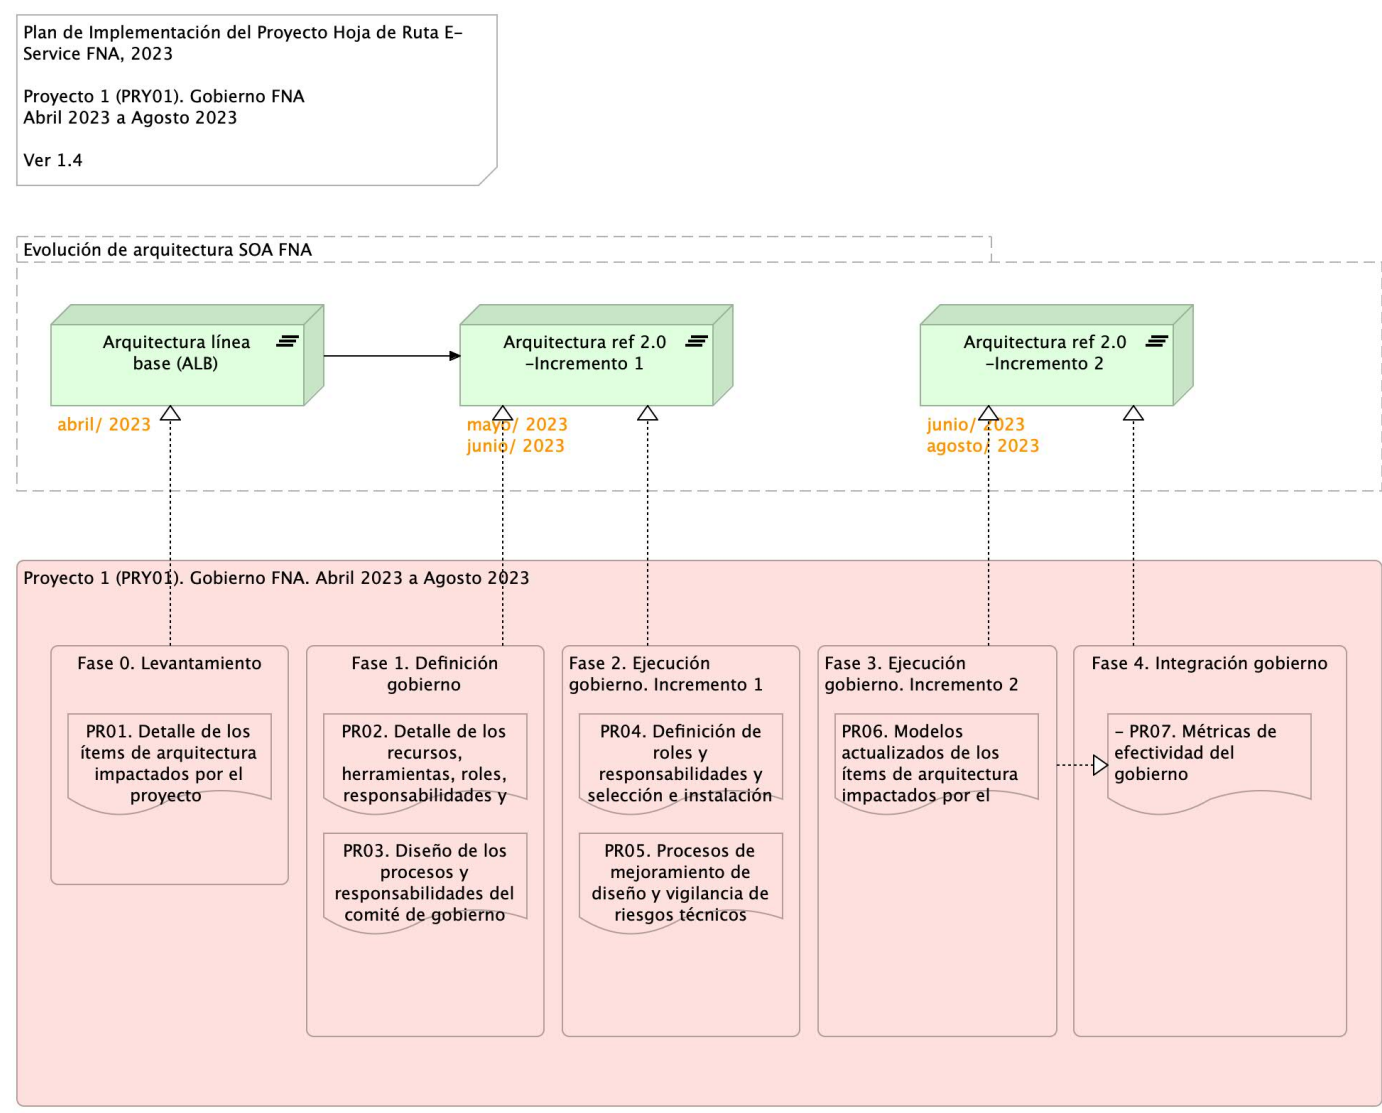 Plan de Implementación del Proyecto Hoja de Ruta E-
Service FNA, 2023
Proyecto 1 (PRY01). Gobierno FNA
Abril 2023 a Agosto 2023
Ver 1.4
Evolución de arquitectura SOA FNA
Arquitectura línea
base (ALB)
abril/ 2023
Arquitectura ref 2.0
-Incremento 1
mayo/ 2023
junio/ 2023
Arquitectura ref 2.0
-Incremento 2
junio/ 2023
agosto/ 2023
Proyecto 1 (PRY01). Gobierno FNA. Abril 2023 a Agosto 2023
Fase 0. Levantamiento
PR01. Detalle de los
ítems de arquitectura
impactados por el
proyecto
Fase 1. Definición
gobierno
PR02. Detalle de los
recursos,
herramientas, roles,
responsabilidades y
PR03. Diseño de los
procesos y
responsabilidades del
comité de gobierno
Fase 2. Ejecución
gobierno. Incremento 1
PR04. Definición de
roles y
responsabilidades y
selección e instalación
PR05. Procesos de
mejoramiento de
diseño y vigilancia de
riesgos técnicos
Fase 3. Ejecución
gobierno. Incremento 2
PR06. Modelos
actualizados de los
ítems de arquitectura
impactados por el
Fase 4. Integración gobierno
- PR07. Métricas de
efectividad del
gobierno